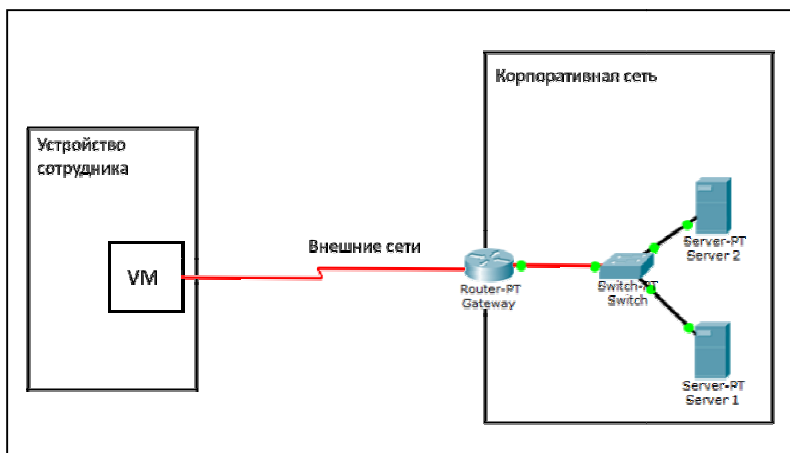 Корпоративная сеть
Устройство
сотрудника
Внешние сети
VM
Router-PT
Gateway
Switch-PT
Switch
Server-PT
Server 2
Server-PT
Server 1